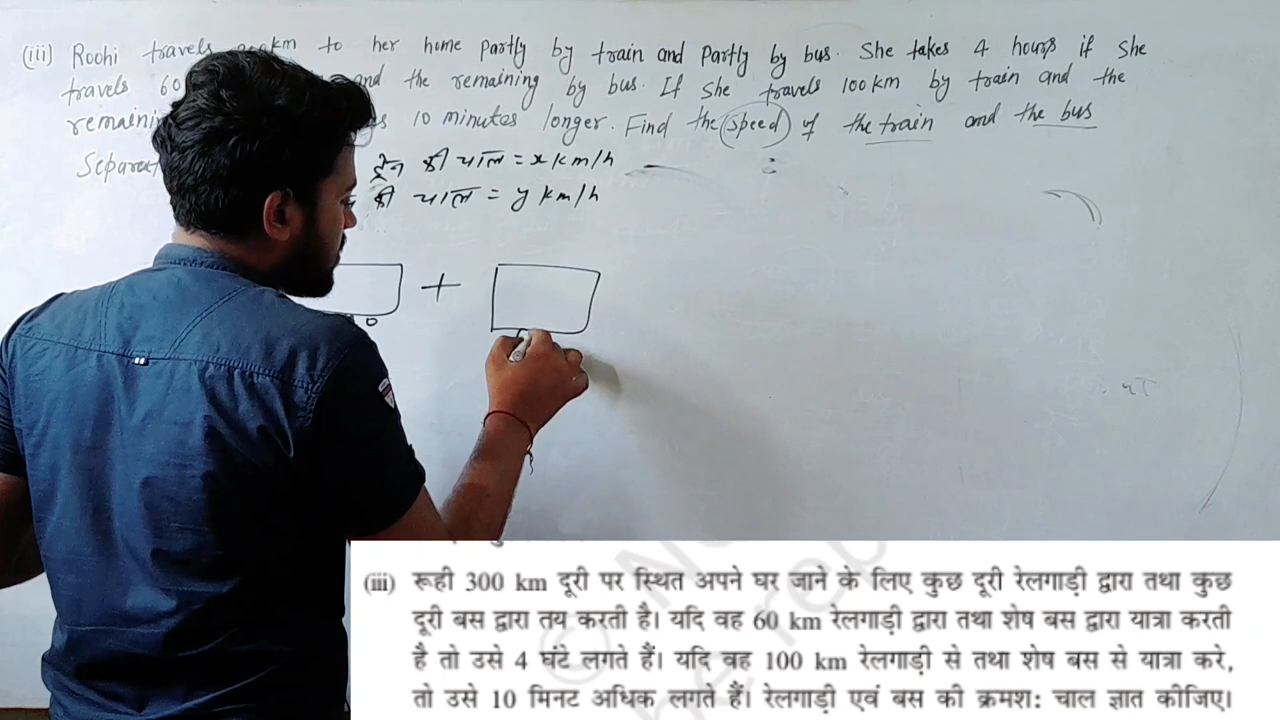 (iii) Roohi travels km to her home Partly by train and Partly by bus. She takes 4 hours if she
travels 60 and the remaining by bus. If She travels 100 km by train and the
remainin 10 minutes longer. Find the (speed) of the train and the bus
Separat
ट्रेन की चाल = x km/h
की चाल = y km/h
+
(iii) रूही 300 km दूरी पर स्थित अपने घर जाने के लिए कुछ दूरी रेलगाड़ी द्वारा तथा कुछ
दूरी बस द्वारा तय करती है। यदि वह 60 km रेलगाड़ी द्वारा तथा शेष बस द्वारा यात्रा करती
है तो उसे 4 घंटे लगते हैं। यदि वह 100 km रेलगाड़ी से तथा शेष बस से यात्रा करे,
तो उसे 10 मिनट अधिक लगते हैं। रेलगाड़ी एवं बस की क्रमश: चाल ज्ञात कीजिए।